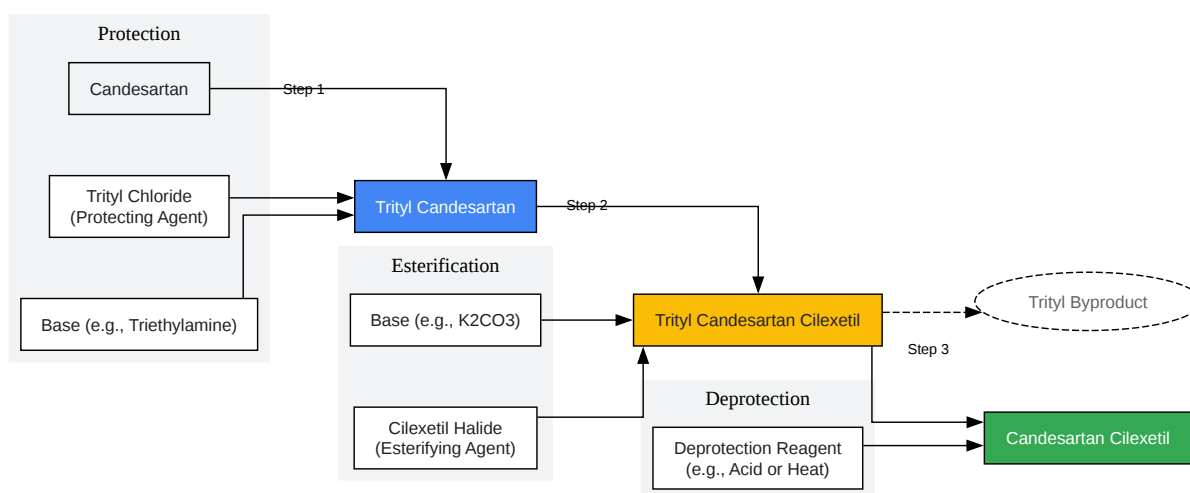 Protection
Candesartan
Step 1
Trityl Chloride
(Protecting Agent)
Trityl Candesartan
Step 2
Base (e.g., Triethylamine)
Esterification
Base (e.g., K2CO3)
Trityl Candesartan Cilexetil
Trityl Byproduct
Step 3
Cilexetil Halide
(Esterifying Agent)
Deprotection
Deprotection Reagent
(e.g., Acid or Heat)
Candesartan Cilexetil